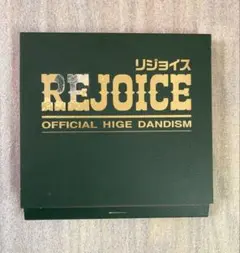 リジョイス
REJOICE
OFFICIAL HIGE DANDISM